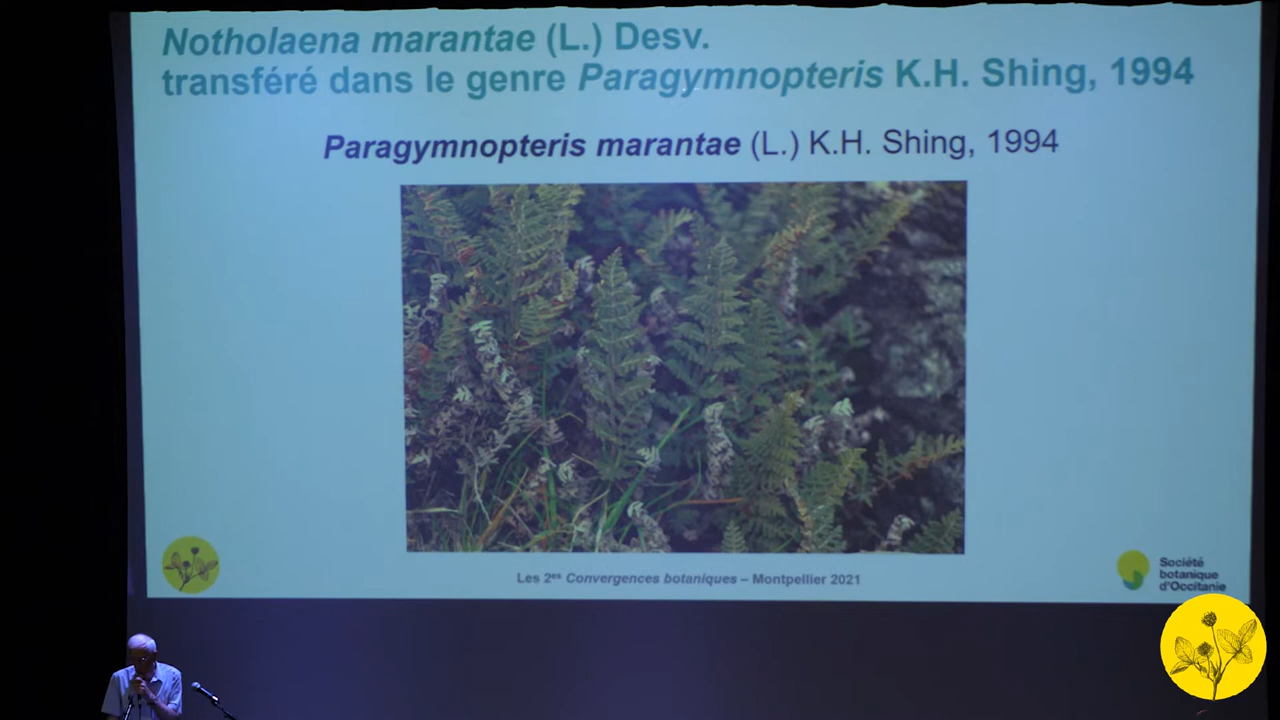 Notholaena marantae (L.) Desv.
transféré dans le genre Paragymnopteris K.H. Shing, 1994
Paragymnopteris marantae (L.) K.H. Shing, 1994
Les 2es Convergences botaniques – Montpellier 2021
Société
botanique
d'Occitanie